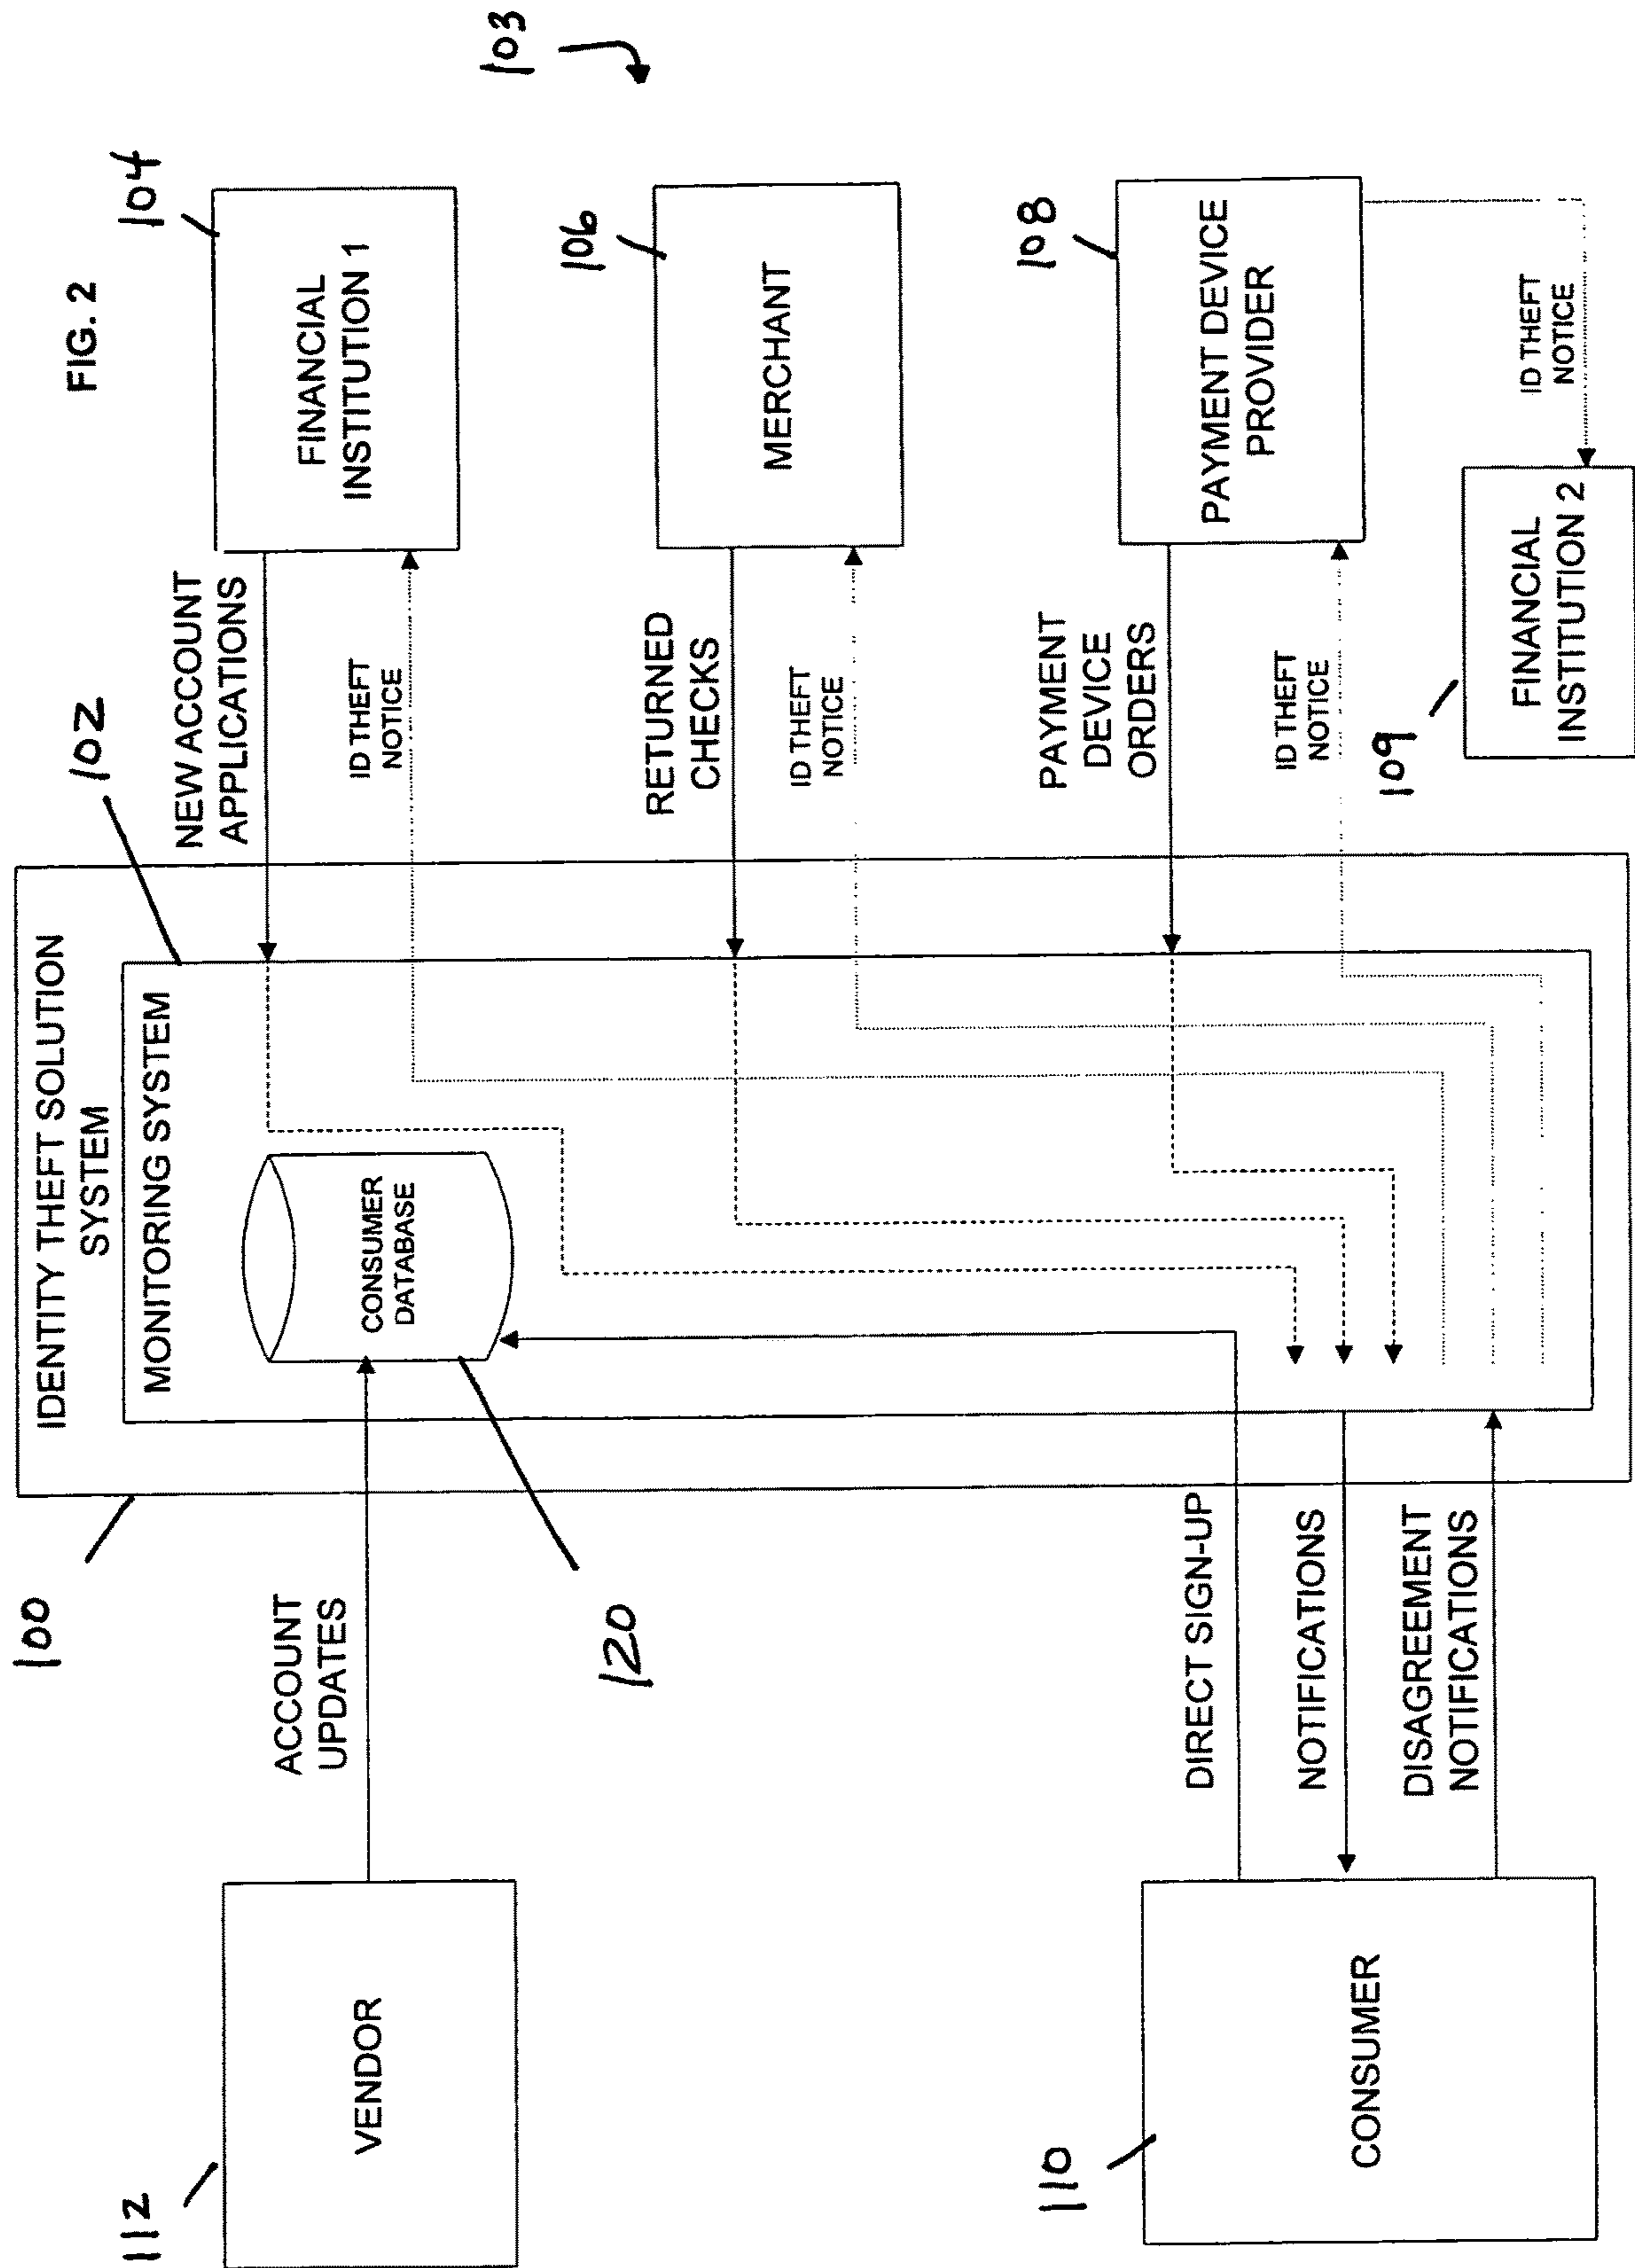 FIG. 2
103
100
IDENTITY THEFT SOLUTION
SYSTEM
102
MONITORING SYSTEM
112
VENDOR
ACCOUNT
UPDATES
CONSUMER
DATABASE
120
NEW ACCOUNT
APPLICATIONS
ID THEFT
NOTICE
104
FINANCIAL
INSTITUTION 1
RETURNED
CHECKS
ID THEFT
NOTICE
106
MERCHANT
110
CONSUMER
DIRECT SIGN-UP
NOTIFICATIONS
DISAGREEMENT
NOTIFICATIONS
PAYMENT
DEVICE
ORDERS
ID THEFT
NOTICE
108
PAYMENT DEVICE
PROVIDER
109
FINANCIAL
INSTITUTION 2
ID THEFT
NOTICE